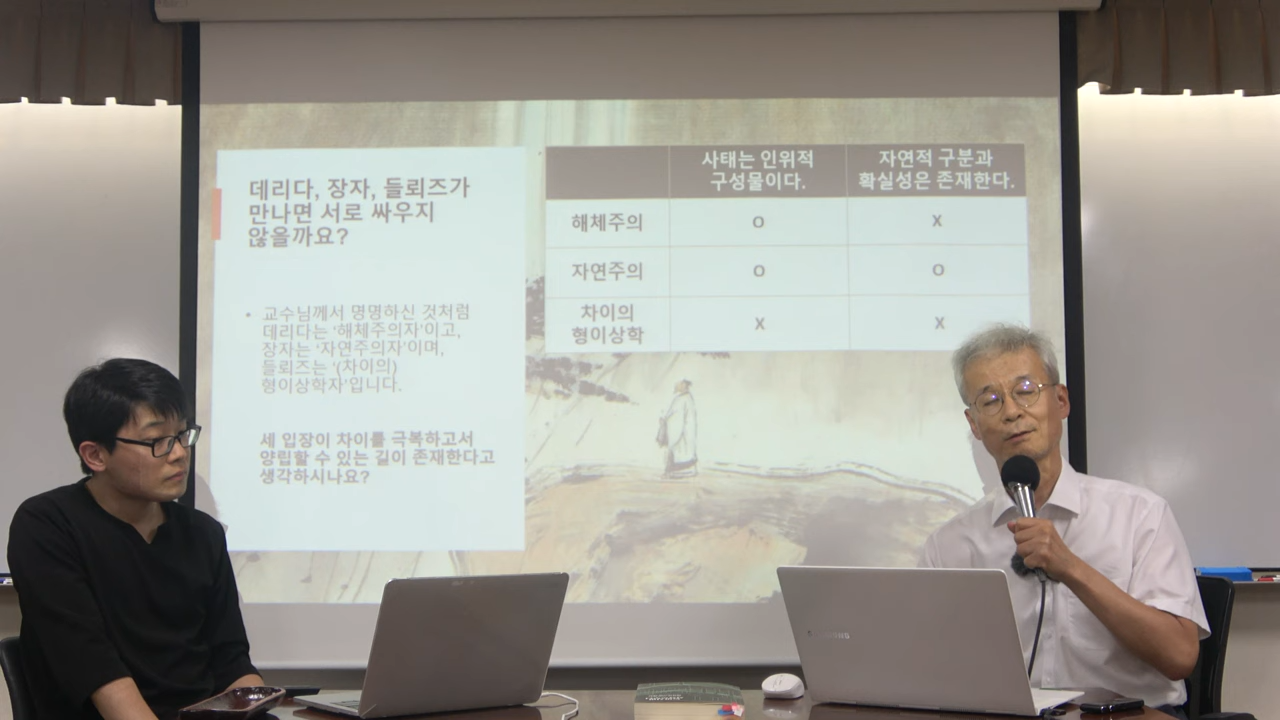 데리다, 장자, 들뢰즈가
만나면 서로 싸우지
않을까요?
• 교수님께서 명명하신 것처럼
데리다는 '해체주의자'이고,
장자는 '자연주의자'이며,
들뢰즈는 '(차이의)
형이상학자'입니다.
세 입장이 차이를 극복하고서
양립할 수 있는 길이 존재한다고
생각하시나요?
사태는 인위적
구성물이다.
자연적 구분과
확실성은 존재한다.
해체주의 O X
자연주의 O O
차이의
형이상학 X X
SAMSUNG